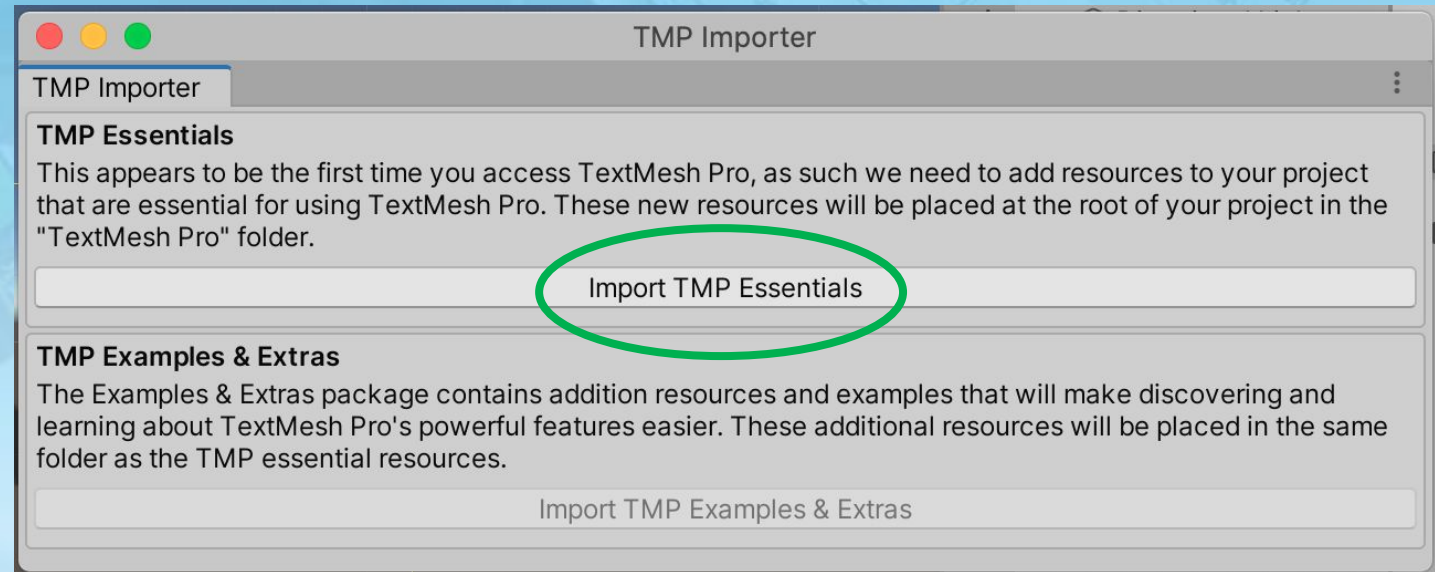 TMP Importer
TMP Importer
TMP Essentials
This appears to be the first time you access TextMesh Pro, as such we need to add resources to your project
that are essential for using TextMesh Pro. These new resources will be placed at the root of your project in the
"TextMesh Pro" folder.
Import TMP Essentials
TMP Examples & Extras
The Examples & Extras package contains addition resources and examples that will make discovering and
learning about TextMesh Pro's powerful features easier. These additional resources will be placed in the same
folder as the TMP essential resources.
Import TMP Examples & Extras